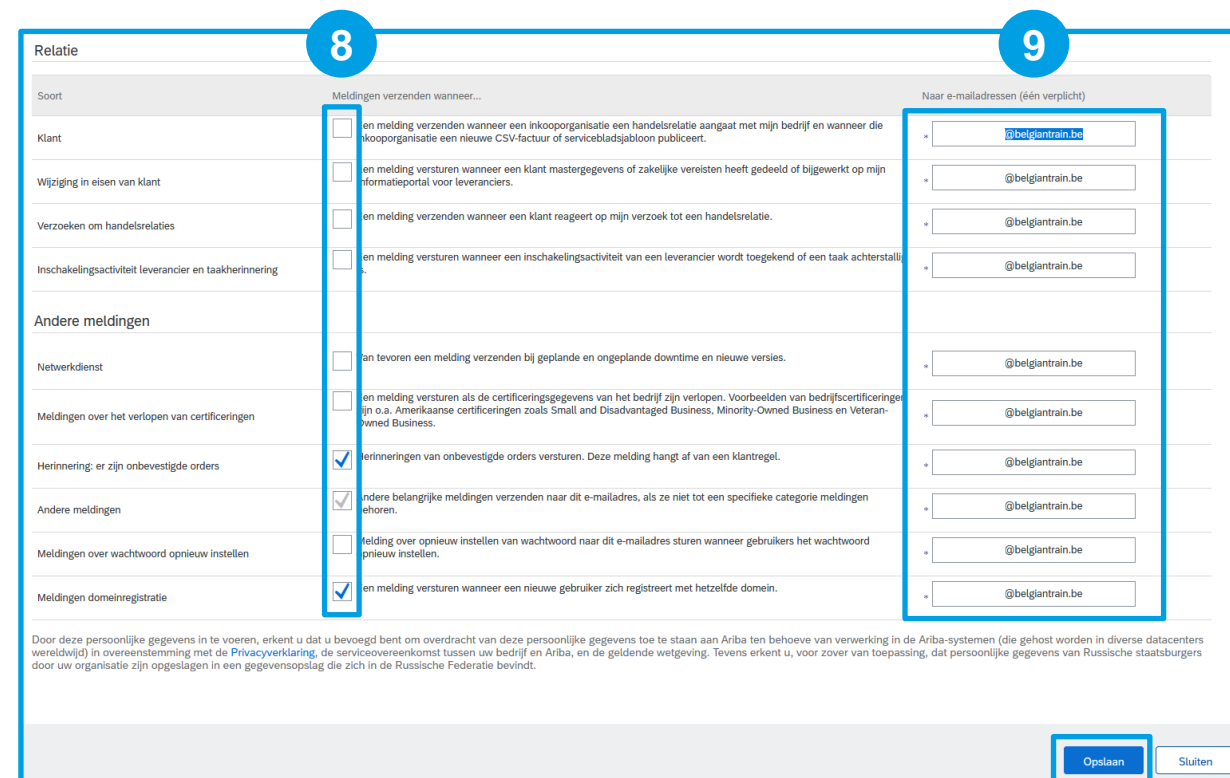 8
9
Relatie
Soort
Meldingen verzenden wanneer...
Naar e-mailadressen (één verplicht)
Klant
en melding verzenden wanneer een inkooporganisatie een handelsrelatie aangaat met mijn bedrijf en wanneer die
nkooporganisatie een nieuwe CSV-factuur of servicebladsjabloon publiceert.
* @belgiantrain.be
Wijziging in eisen van klant
en melding versturen wanneer een klant mastergegevens of zakelijke vereisten heeft gedeeld of bijgewerkt op mijn
nformatieportal voor leveranciers.
* @belgiantrain.be
Verzoeken om handelsrelaties
en melding verzenden wanneer een klant reageert op mijn verzoek tot een handelsrelatie.
* @belgiantrain.be
Inschakelingsactiviteit leverancier en taakherinnering
en melding versturen wanneer een inschakelingsactiviteit van een leverancier wordt toegekend of een taak achterstallig
s.
* @belgiantrain.be
Andere meldingen
Netwerkdienst
Van tevoren een melding verzenden bij geplande en ongeplande downtime en nieuwe versies.
* @belgiantrain.be
Meldingen over het verlopen van certificeringen
en melding versturen als de certificeringsgegevens van het bedrijf zijn verlopen. Voorbeelden van bedrijfscertificeringen
zijn o.a. Amerikaanse certificeringen zoals Small and Disadvantaged Business, Minority-Owned Business en Veteran-
Owned Business.
* @belgiantrain.be
Herinnering: er zijn onbevestigde orders
Herinneringen van onbevestigde orders versturen. Deze melding hangt af van een klantregel.
* @belgiantrain.be
Andere meldingen
Andere belangrijke meldingen verzenden naar dit e-mailadres, als ze niet tot een specifieke categorie meldingen
behoren.
* @belgiantrain.be
Meldingen over wachtwoord opnieuw instellen
Melding over opnieuw instellen van wachtwoord naar dit e-mailadres sturen wanneer gebruikers het wachtwoord
opnieuw instellen.
* @belgiantrain.be
Meldingen domeinregistratie
en melding versturen wanneer een nieuwe gebruiker zich registreert met hetzelfde domein.
* @belgiantrain.be
Door deze persoonlijke gegevens in te voeren, erkent u dat u bevoegd bent om overdracht van deze persoonlijke gegevens toe te staan aan Ariba ten behoeve van verwerking in de Ariba-systemen (die gehost worden in diverse datacenters
wereldwijd) in overeenstemming met de Privacyverklaring, de serviceovereenkomst tussen uw bedrijf en Ariba, en de geldende wetgeving. Tevens erkent u, voor zover van toepassing, dat persoonlijke gegevens van Russische staatsburgers
door uw organisatie zijn opgeslagen in een gegevensopslag die zich in de Russische Federatie bevindt.
Opslaan
Sluiten